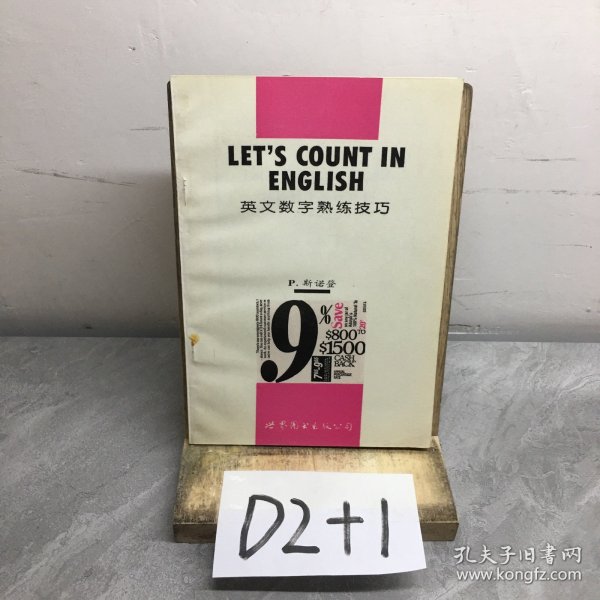 LET'S COUNT IN
ENGLISH
英文数字熟练技巧
P. 斯诺登
.9%
Save
$800 TO
$1500
CASH
BACK
世界图书出版公司
D2+1
孔夫子旧書网
www.kongfz.com